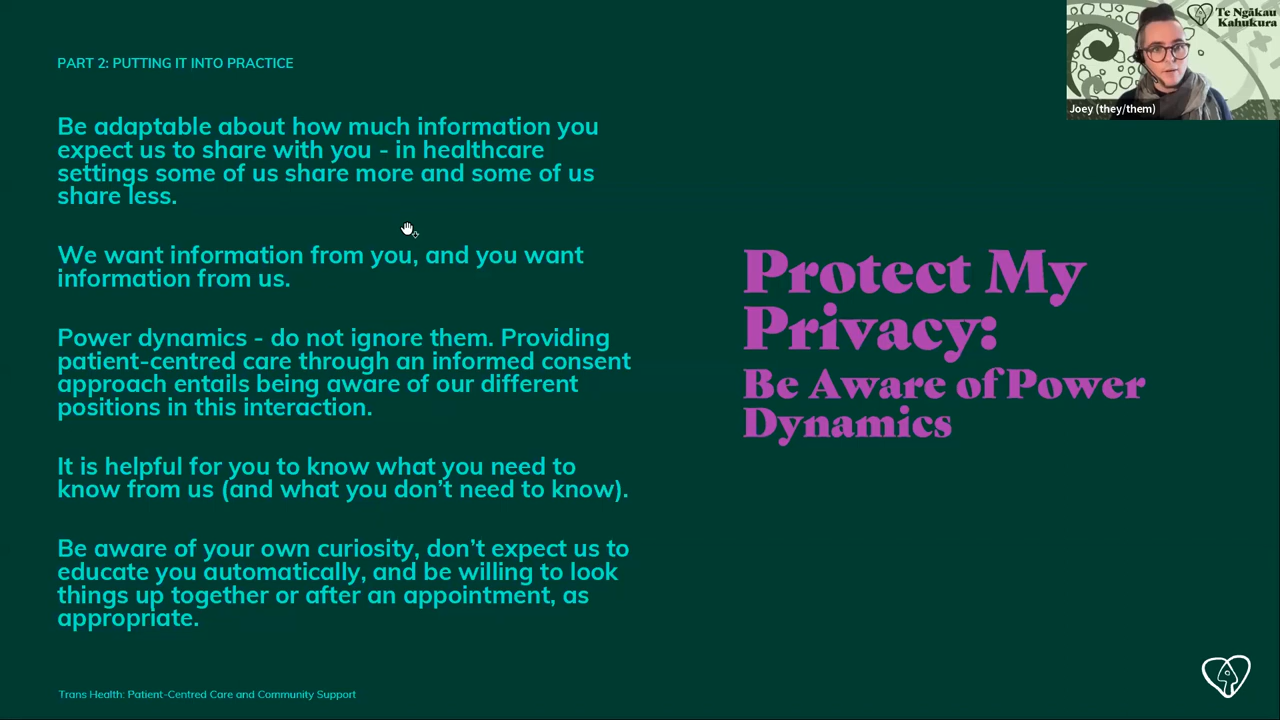 PART 2: PUTTING IT INTO PRACTICE
Be adaptable about how much information you
expect us to share with you - in healthcare
settings some of us share more and some of us
share less.
We want information from you, and you want
information from us.
Power dynamics - do not ignore them. Providing
patient-centred care through an informed consent
approach entails being aware of our different
positions in this interaction.
It is helpful for you to know what you need to
know from us (and what you don’t need to know).
Be aware of your own curiosity, don’t expect us to
educate you automatically, and be willing to look
things up together or after an appointment, as
appropriate.
Protect My
Privacy:
Be Aware of Power
Dynamics
Te Ngākau
Kahukura
Joey (they/them)
Trans Health: Patient-Centred Care and Community Support